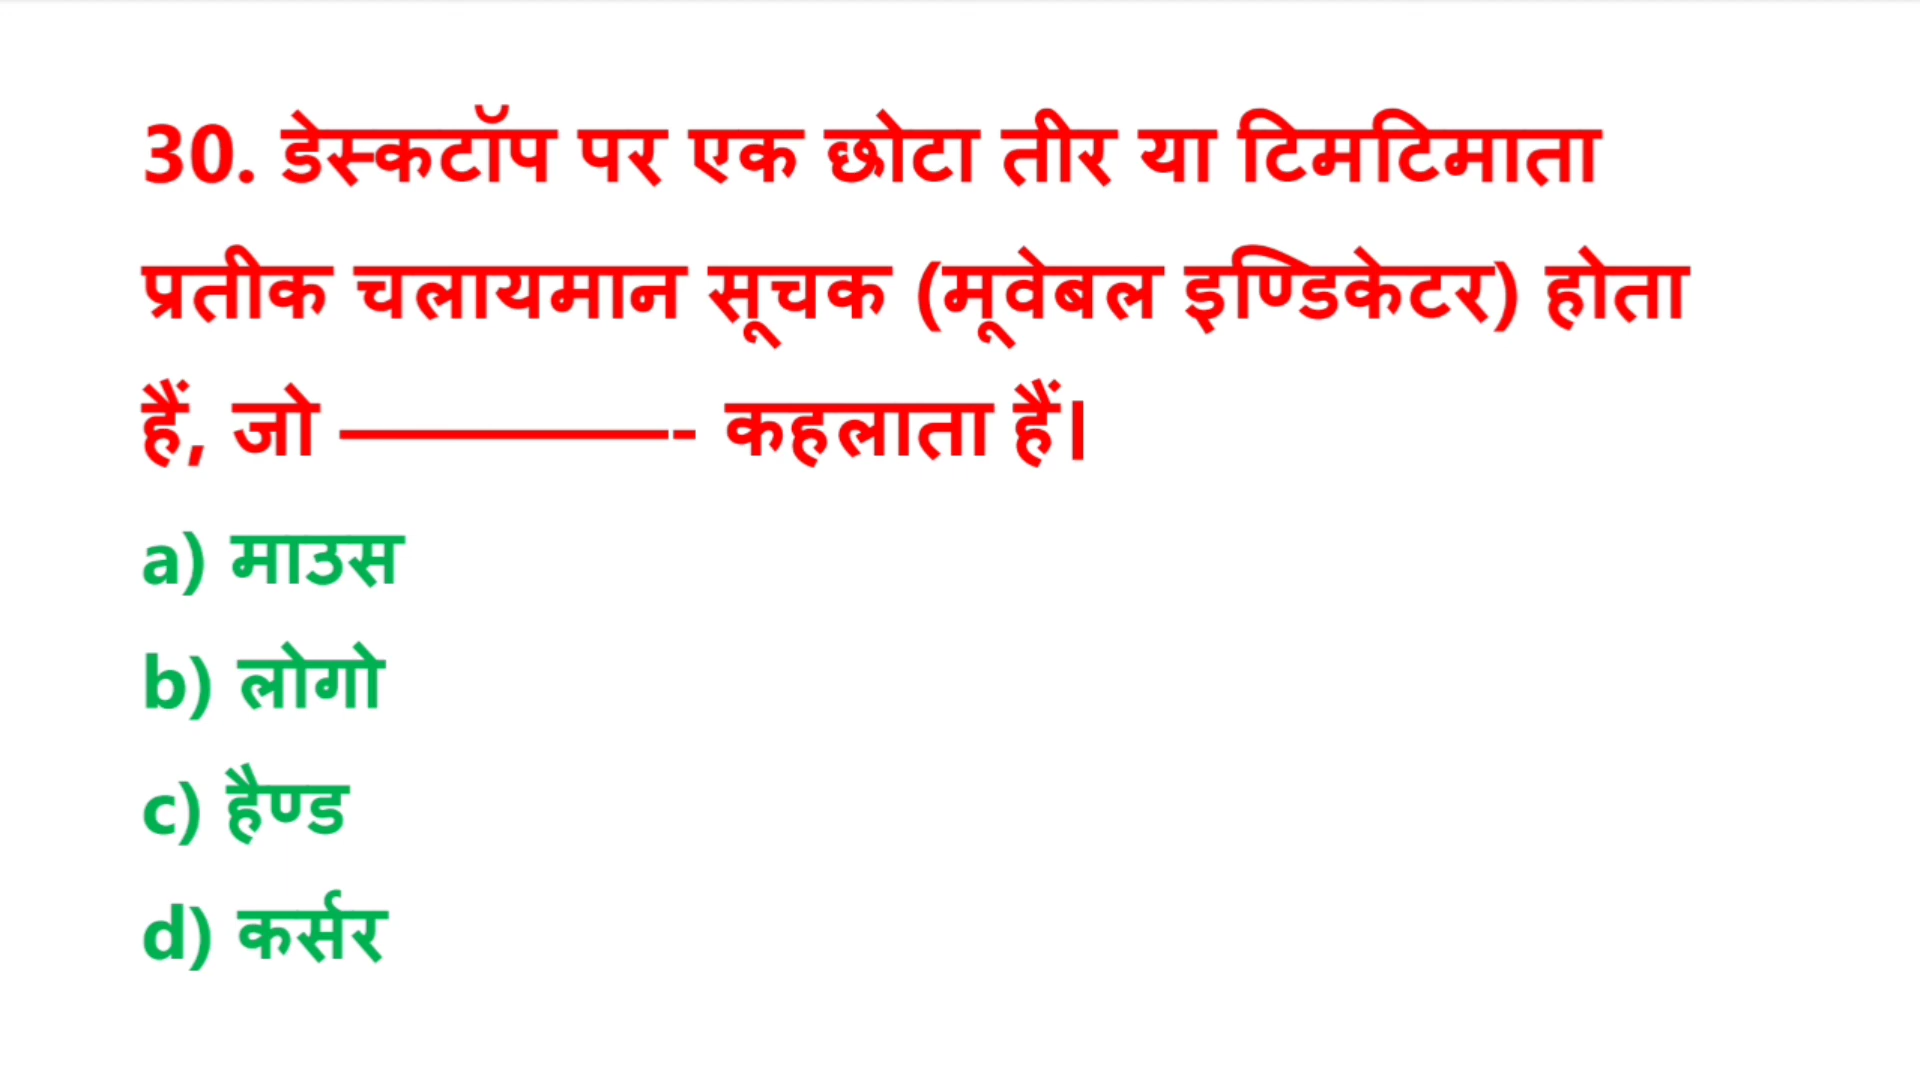 30. डेस्कटॉप पर एक छोटा तीर या टिमटिमाता
प्रतीक चलायमान सूचक (मूवेबल इण्डिकेटर) होता
हैं, जो ————- कहलाता हैं।
a) माउस
b) लोगो
c) हैण्ड
d) कर्सर